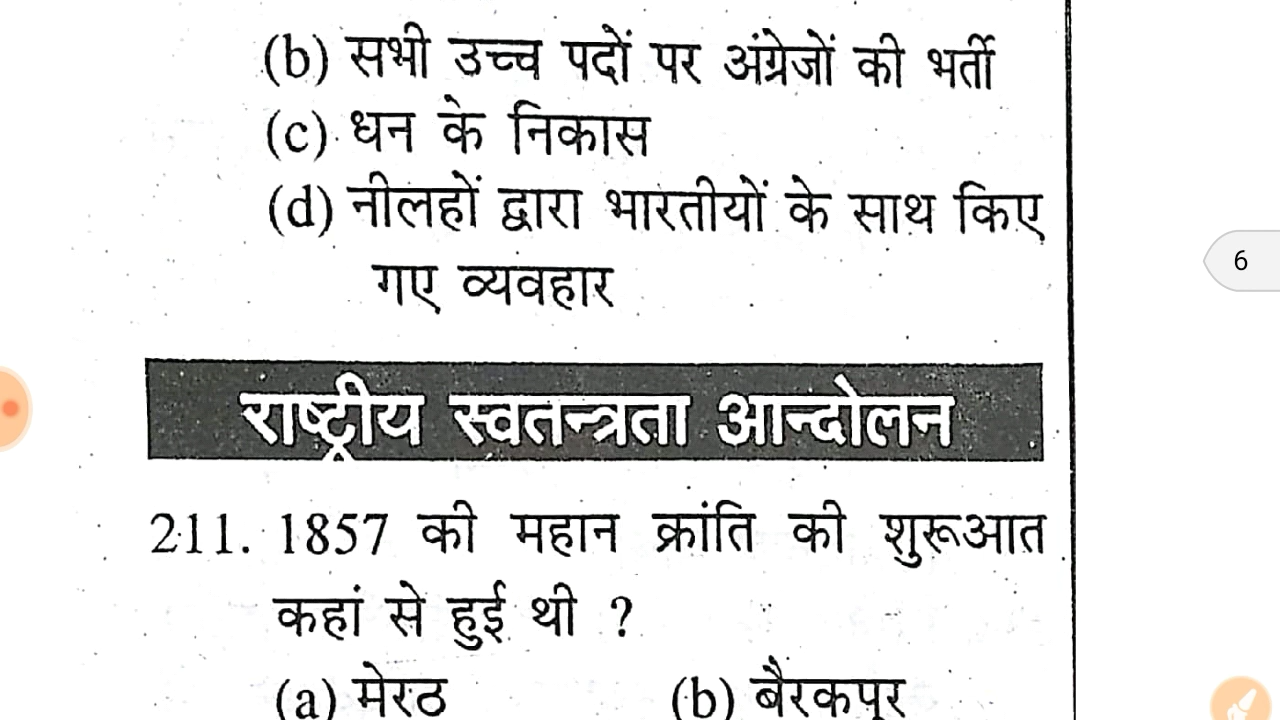 (b) सभी उच्च पदों पर अंग्रेजों की भर्ती
(c) धन के निकास
(d) नीलहों द्वारा भारतीयों के साथ किए
गए व्यवहार
6
राष्ट्रीय स्वतन्त्रता आन्दोलन
211. 1857 की महान क्रांति की शुरूआत
कहां से हुई थी ?
(a) मेरठ (b) बैरकपुर